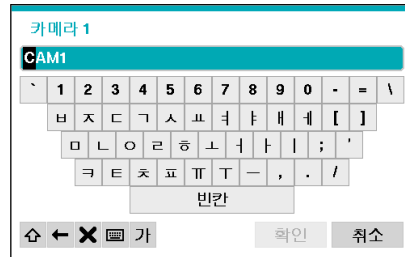 카메라 1
CAM1
` 1 2 3 4 5 6 7 8 9 0 - = \
ㅂ ㅈ ㄷ ㄱ ㅅ ㅛ ㅕ ㅑ ㅐ ㅔ [ ]
ㅁ ㄴ ㅇ ㄹ ㅎ ㅗ ㅓ ㅏ ㅣ ; '
ㅋ ㅌ ㅊ ㅍ ㅠ ㅜ ㅡ , . /
빈칸
가 확인 취소